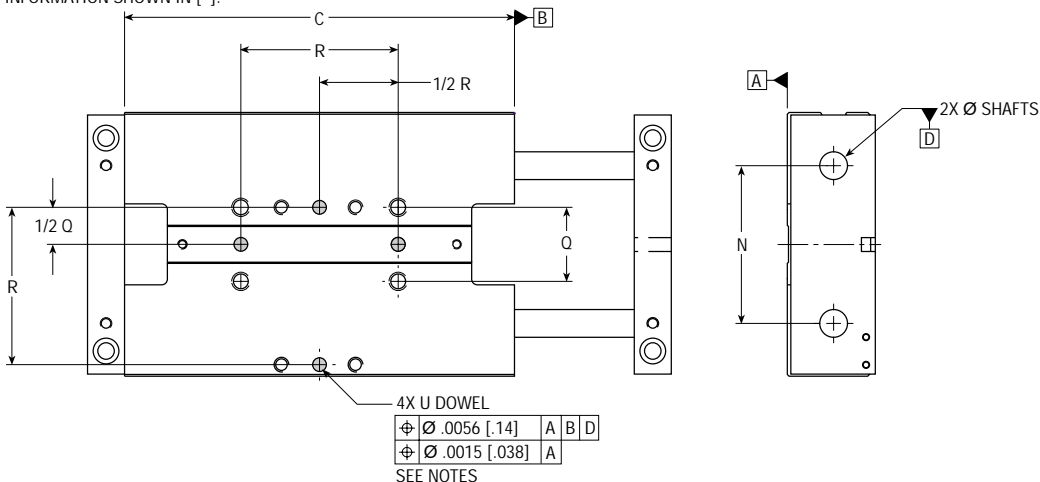 INFORMATION SHOWN IN [ ].
C
B
R
1/2 R
A
2X Ø SHAFTS
D
1/2 Q
Q
N
R
4X U DOWEL
⌖ Ø .0056 [.14] A B D
⌖ Ø .0015 [.038] A
SEE NOTES